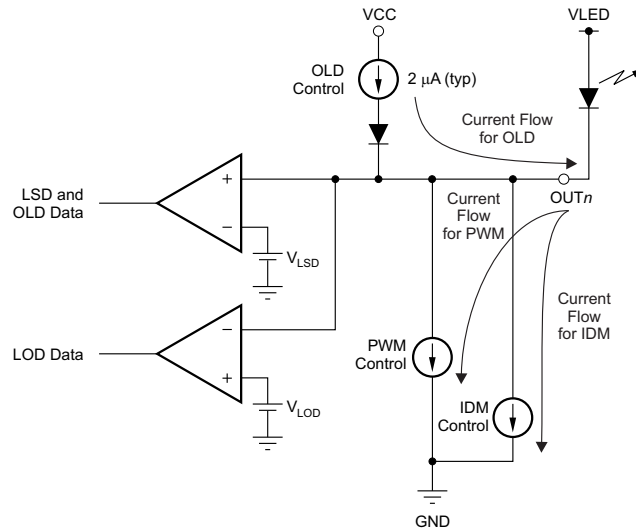 VCC
VLED
OLD
Control
2 μA (typ)
Current Flow
for OLD
+
LSD and
OLD Data
−
V_LSD
OUTn
Current
Flow
for PWM
Current
Flow
for IDM
−
LOD Data
+
V_LOD
PWM
Control
IDM
Control
GND